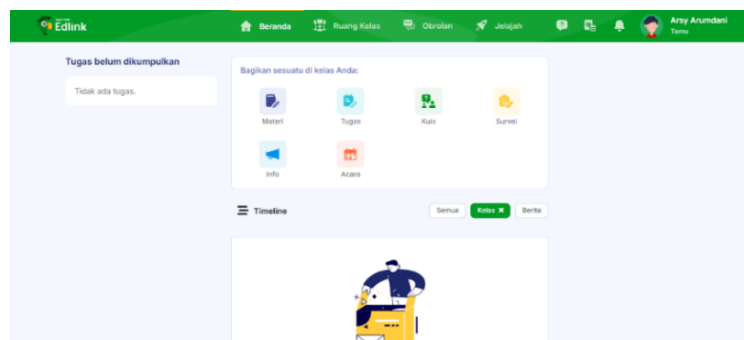 Edlink
Beranda
Ruang Kelas
Obrolan
Jelajah
Arsy Arumdani
Tamu
Tugas belum dikumpulkan
Tidak ada tugas.
Bagikan sesuatu di kelas Anda:
Materi
Tugas
Kuis
Survei
Info
Acara
Timeline
Semua
Kelas ✖
Berita